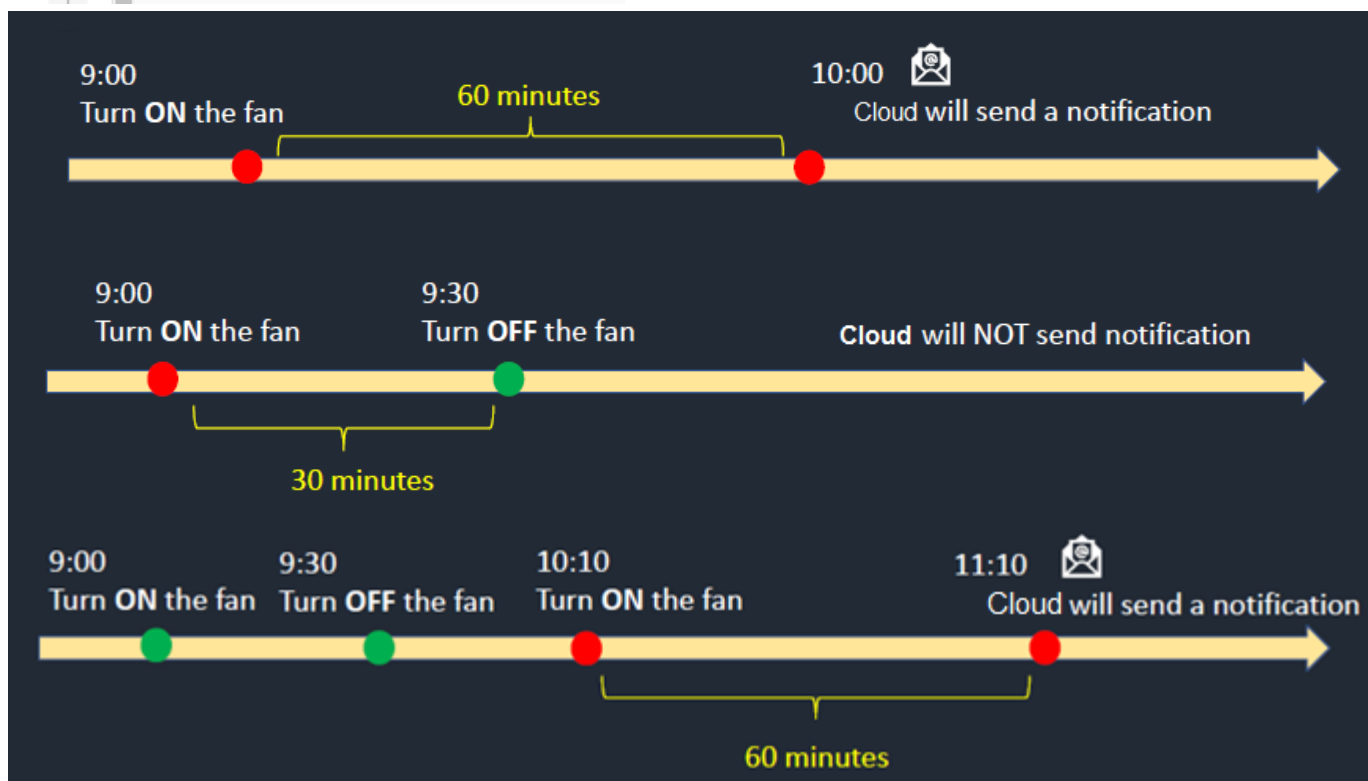 9:00
Turn ON the fan
60 minutes
10:00
Cloud will send a notification
9:00
Turn ON the fan
9:30
Turn OFF the fan
Cloud will NOT send notification
30 minutes
9:00
Turn ON the fan
9:30
Turn OFF the fan
10:10
Turn ON the fan
11:10
Cloud will send a notification
60 minutes